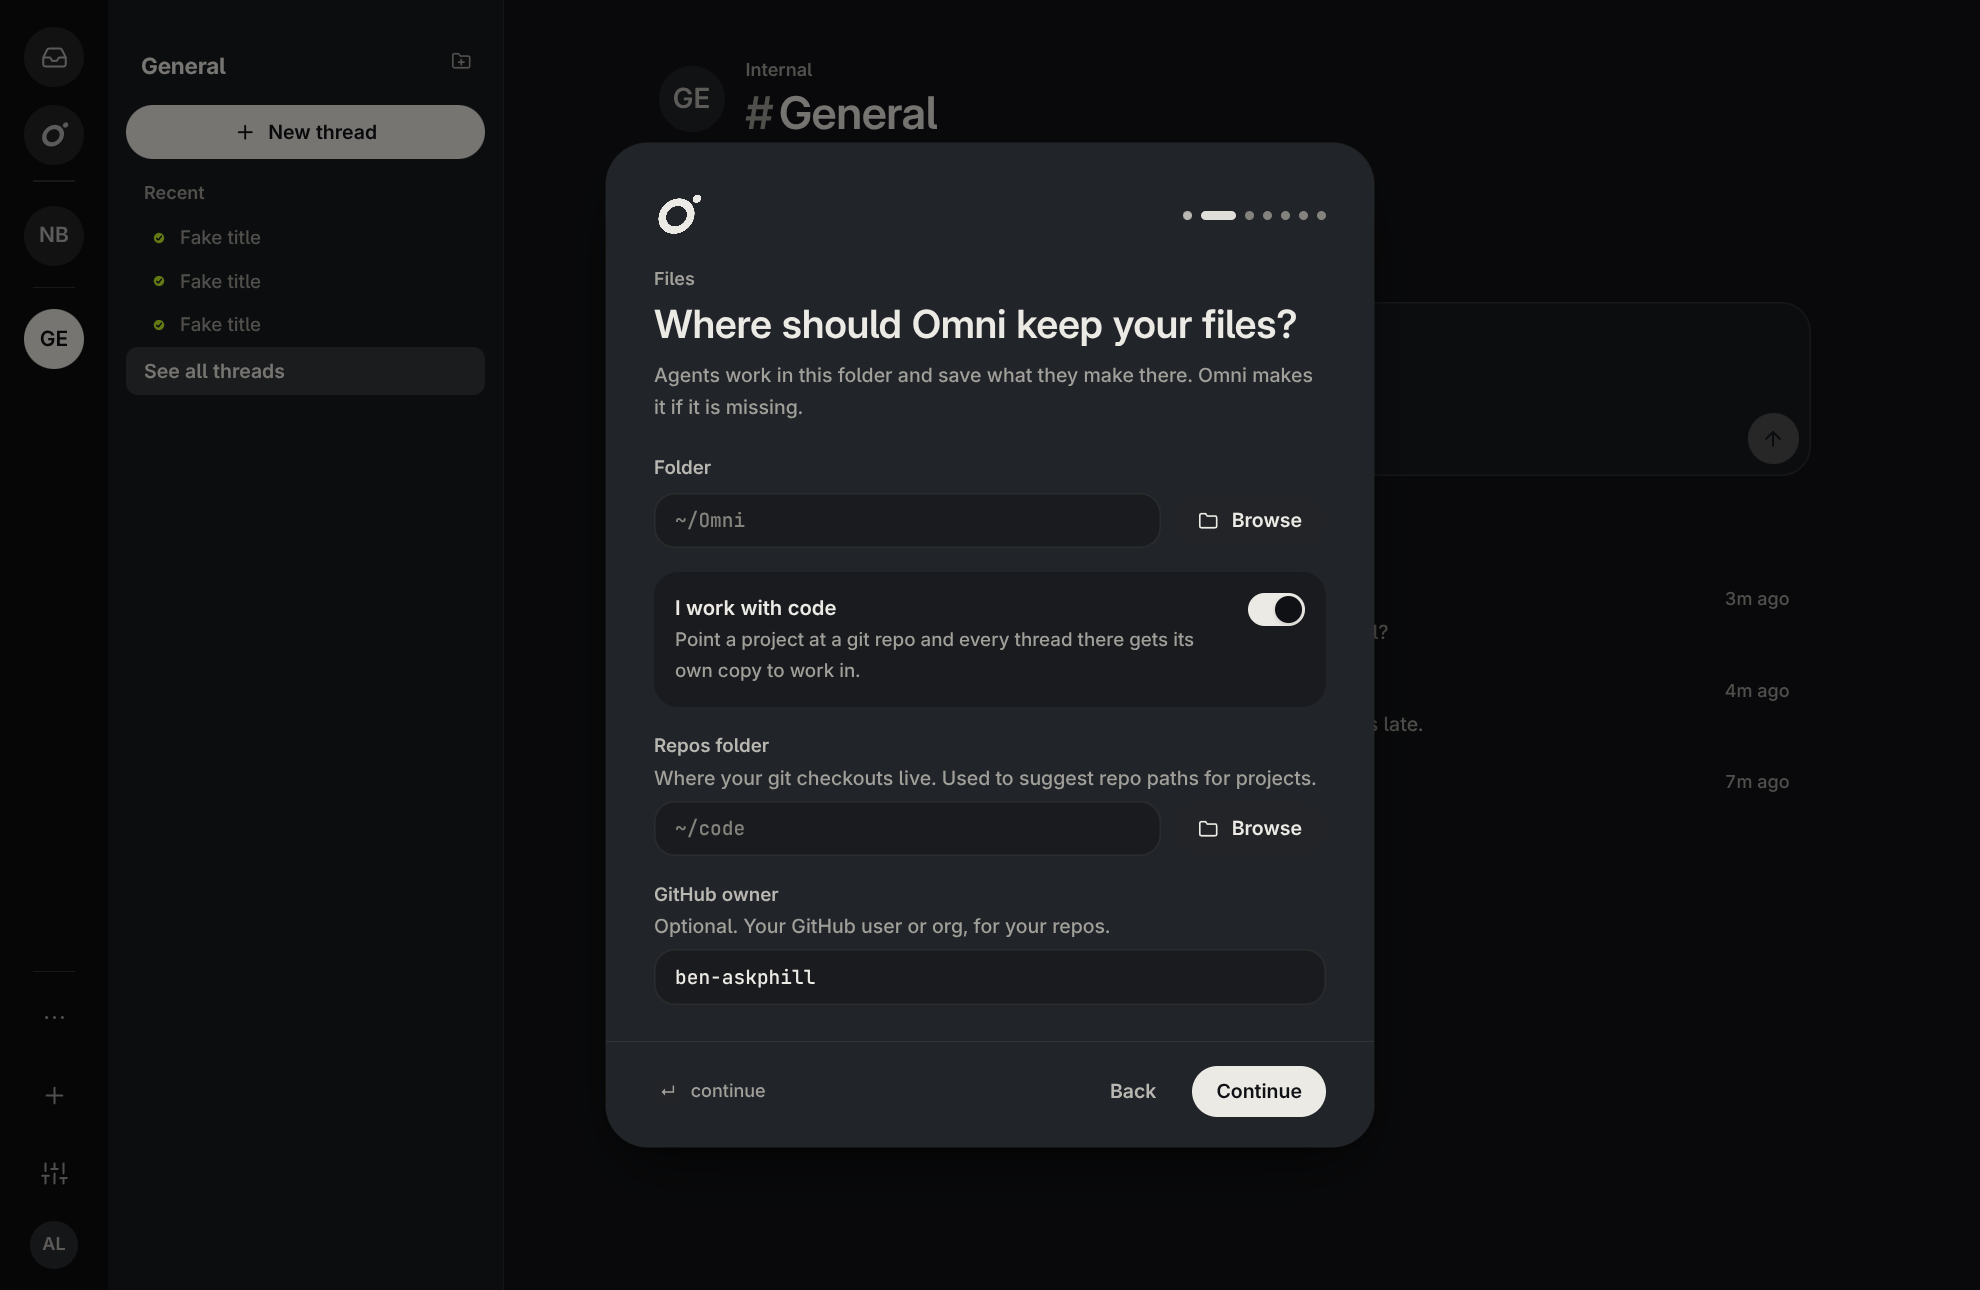 General
New thread
Recent
Fake title
Fake title
Fake title
See all threads
NB
GE
AL
GE
Internal
#General
Files
Where should Omni keep your files?
Agents work in this folder and save what they make there. Omni makes
it if it is missing.
Folder
~/Omni
Browse
I work with code
Point a project at a git repo and every thread there gets its
own copy to work in.
Repos folder
Where your git checkouts live. Used to suggest repo paths for projects.
~/code
Browse
GitHub owner
Optional. Your GitHub user or org, for your repos.
ben-askphill
continue
Back
Continue
3m ago
l?
4m ago
s late.
7m ago